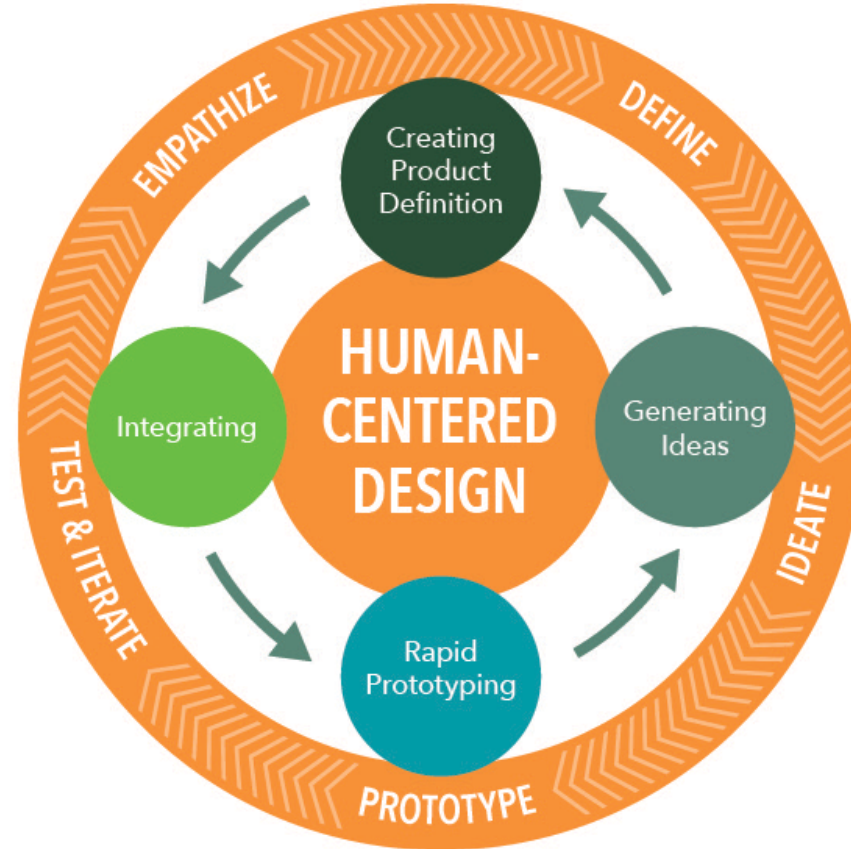 EMPATHIZE
DEFINE
Creating
Product
Definition
HUMAN-
CENTERED
DESIGN
Integrating
Generating
Ideas
TEST & ITERATE
IDEATE
Rapid
Prototyping
PROTOTYPE